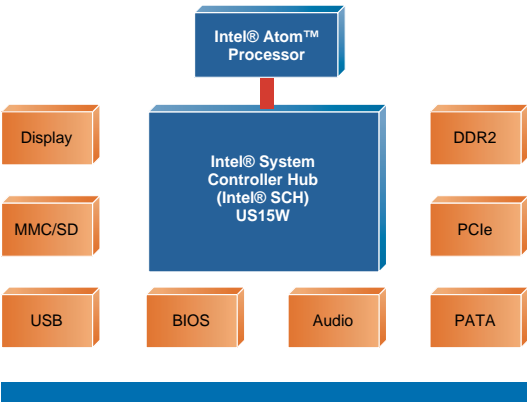 Intel® Atom™
Processor
Display
DDR2
Intel® System
Controller Hub
(Intel® SCH)
US15W
MMC/SD
PCIe
USB
BIOS
Audio
PATA